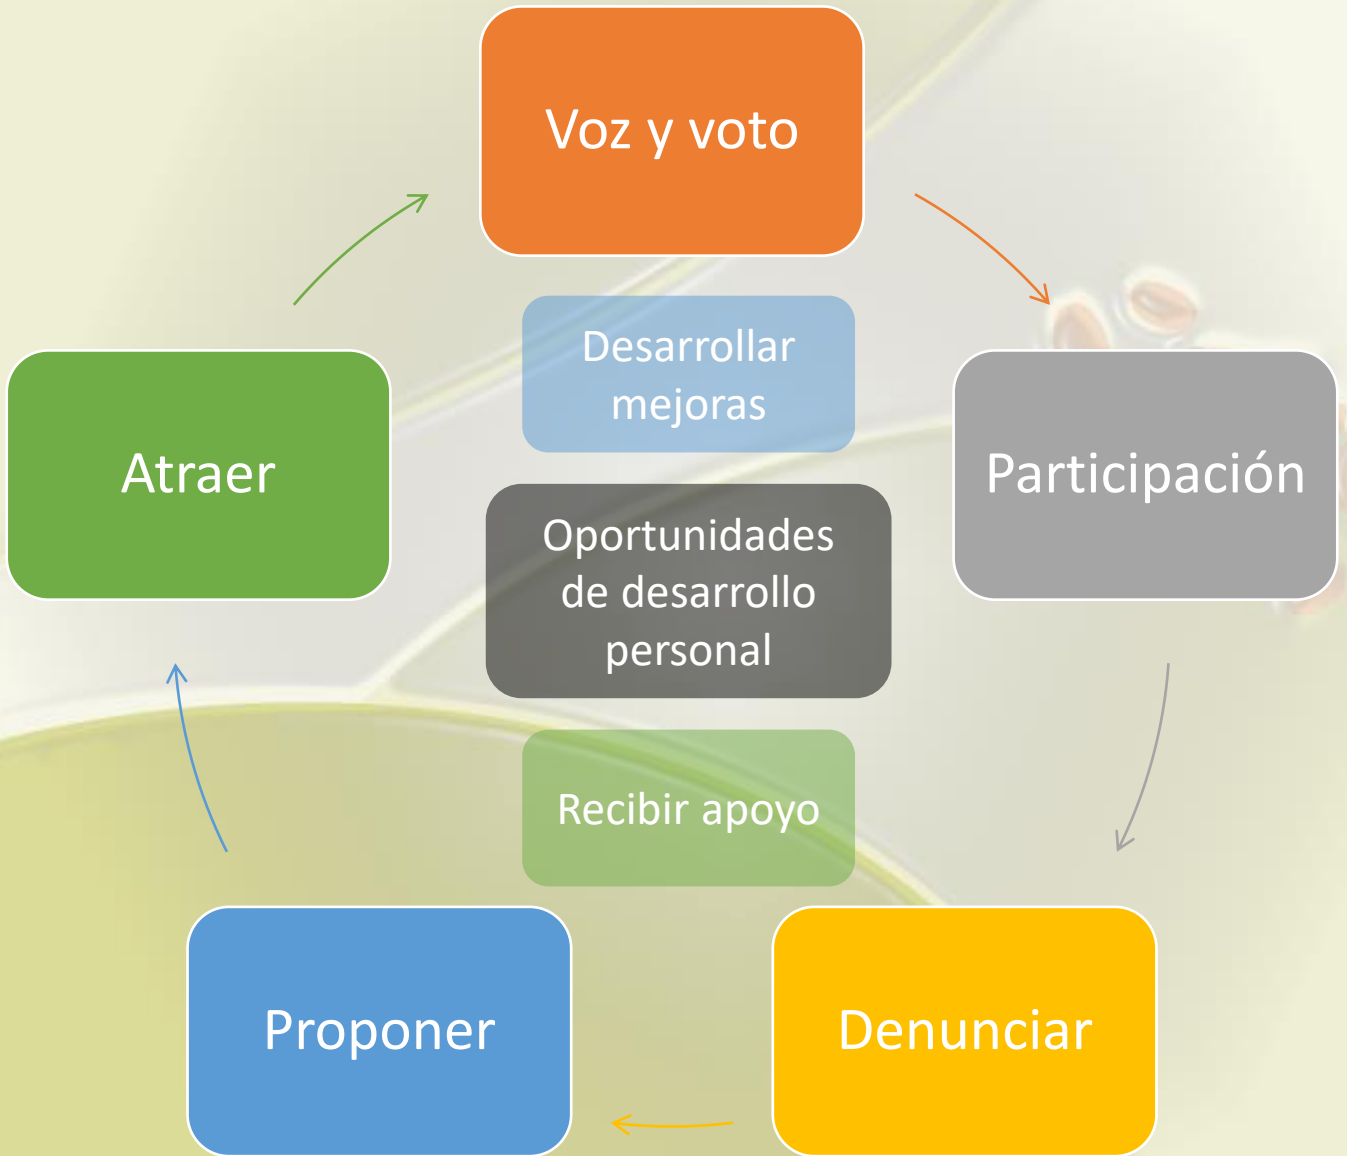 Voz y voto
Desarrollar
mejoras
Atraer
Participación
Oportunidades
de desarrollo
personal
Recibir apoyo
Proponer
Denunciar